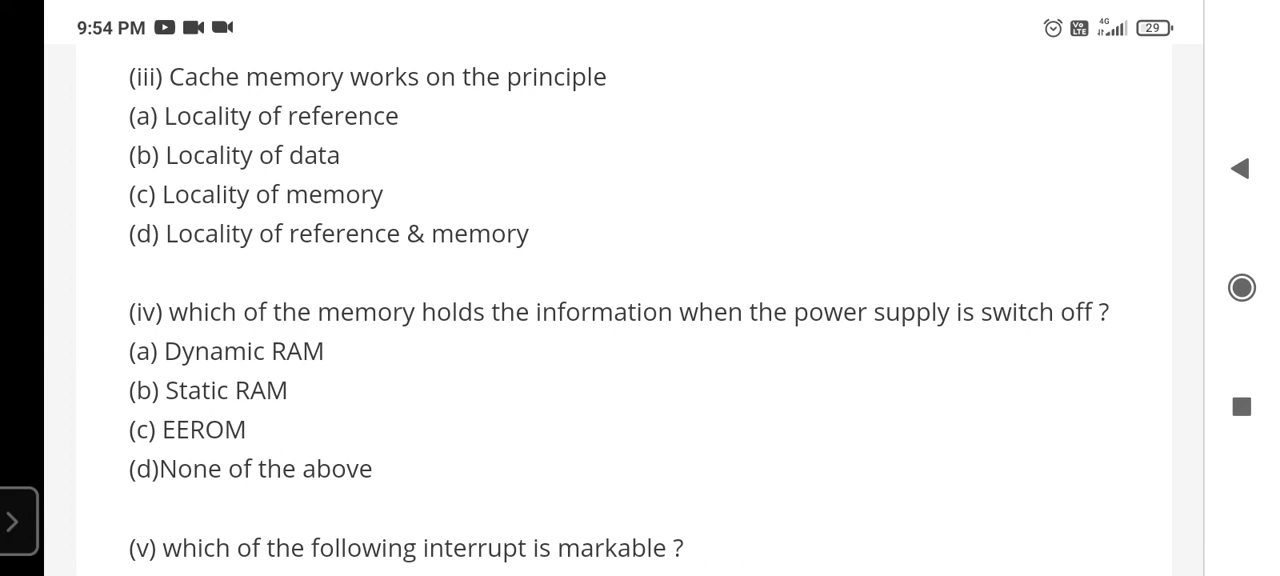 9:54 PM
Vo LTE 4G 29
(iii) Cache memory works on the principle
(a) Locality of reference
(b) Locality of data
(c) Locality of memory
(d) Locality of reference & memory
(iv) which of the memory holds the information when the power supply is switch off ?
(a) Dynamic RAM
(b) Static RAM
(c) EEROM
(d)None of the above
(v) which of the following interrupt is markable ?